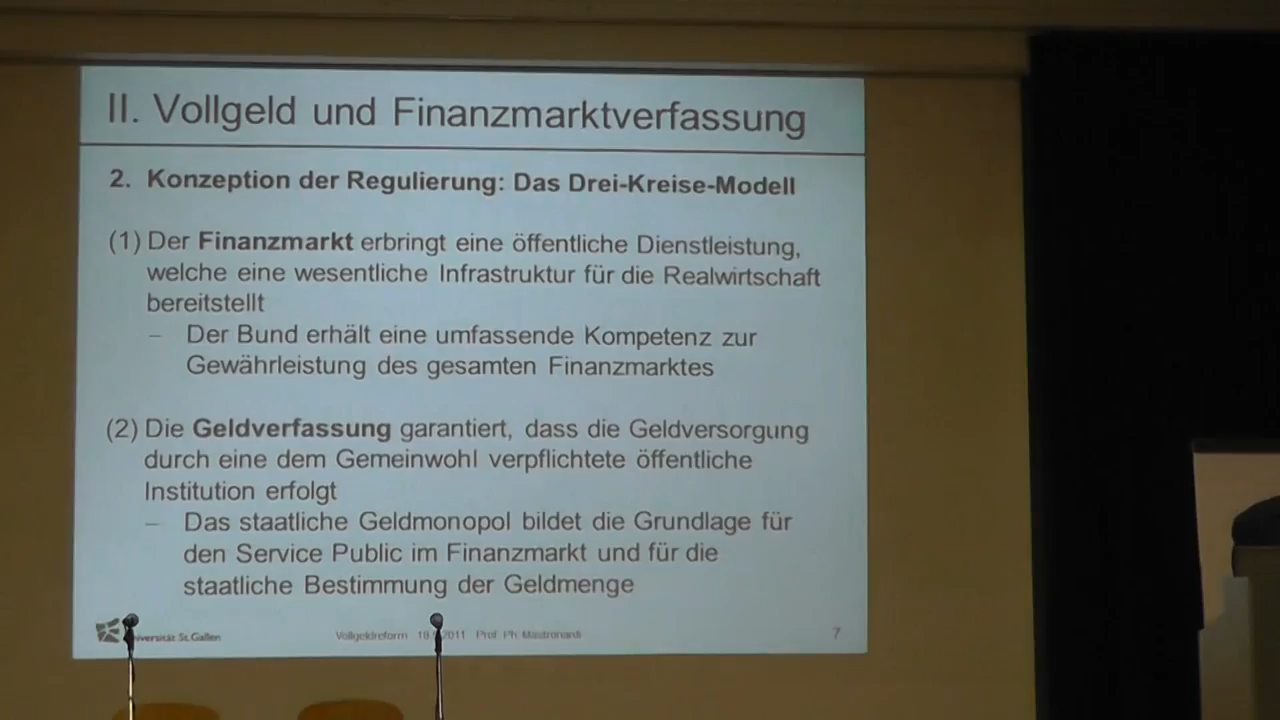 II. Vollgeld und Finanzmarktverfassung
2. Konzeption der Regulierung: Das Drei-Kreise-Modell
(1) Der Finanzmarkt erbringt eine öffentliche Dienstleistung,
welche eine wesentliche Infrastruktur für die Realwirtschaft
bereitstellt
– Der Bund erhält eine umfassende Kompetenz zur
Gewährleistung des gesamten Finanzmarktes
(2) Die Geldverfassung garantiert, dass die Geldversorgung
durch eine dem Gemeinwohl verpflichtete öffentliche
Institution erfolgt
– Das staatliche Geldmonopol bildet die Grundlage für
den Service Public im Finanzmarkt und für die
staatliche Bestimmung der Geldmenge
St.Gallen
Vollgeldreform 2011 Prof. Ph. Mastronardi
7